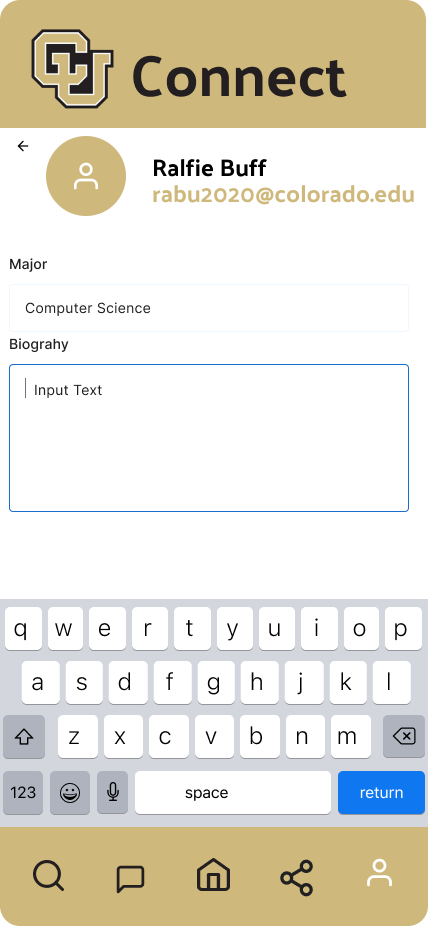 CU Connect
Ralfie Buff
rabu2020@colorado.edu
Major
Computer Science
Biograhy
Input Text
q w e r t y u i o p
a s d f g h j k l
z x c v b n m
123 space return